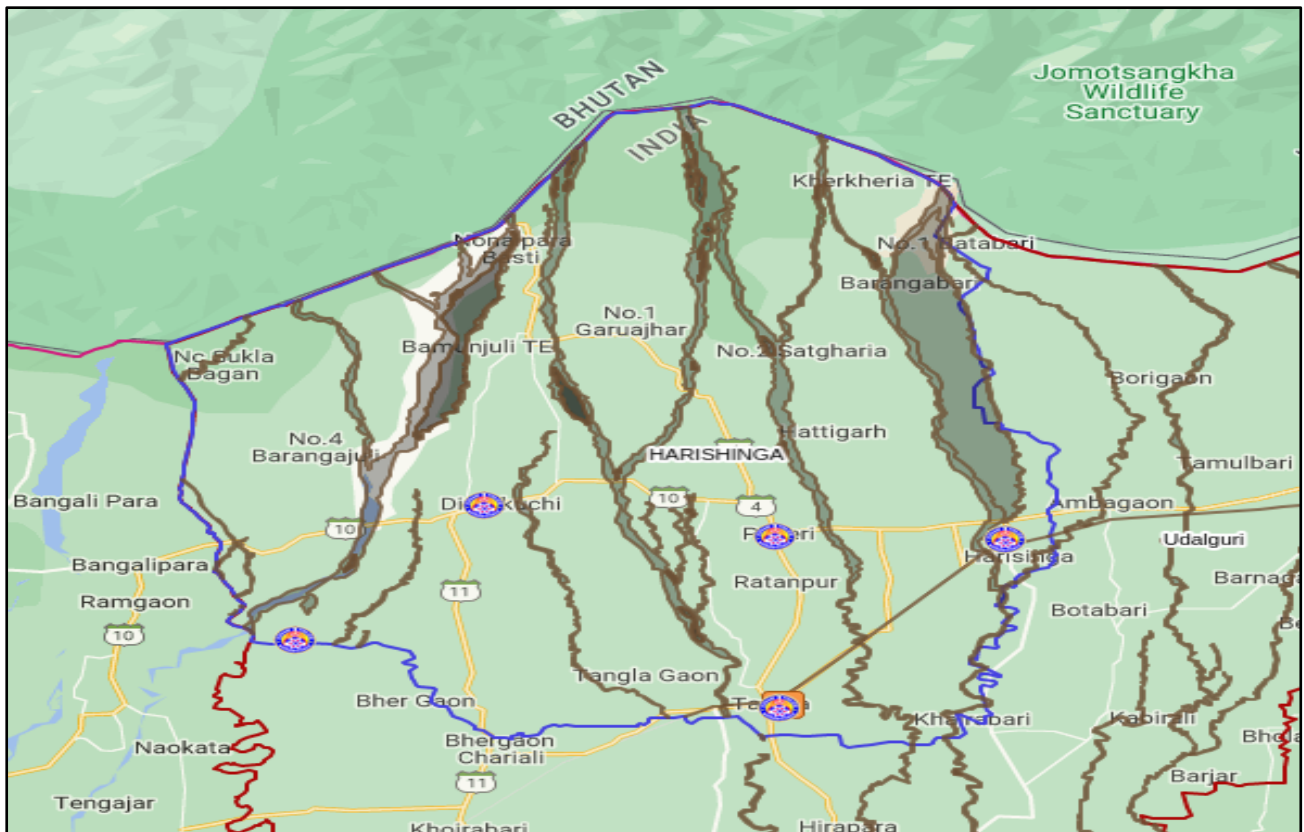 Jomotsangkha
Wildlife
Sanctuary
BHUTAN
INDIA
Kherkheria TE
Nonaipara
Basti
No.1 Batabari
Barangabari
No.1
Garuajhar
Nc Bukla
Bagan
Bamunjuli TE
No.2 Satgharia
Borigaon
No.4
Barangajuli
Hattigarh
HARISHINGA
Tamulbari
Bangali Para
10
4
Ambagaon
10
Udalguri
Harisinga
Bangalipara
Ratanpur
11
Ramgaon
Botabari
10
Tangla Gaon
Bher Gaon
Khairabari
Kabirali
Naokata
Bhergaon
Chariali
11
Barjar
Tengajar
Khoirabari
Hirapara